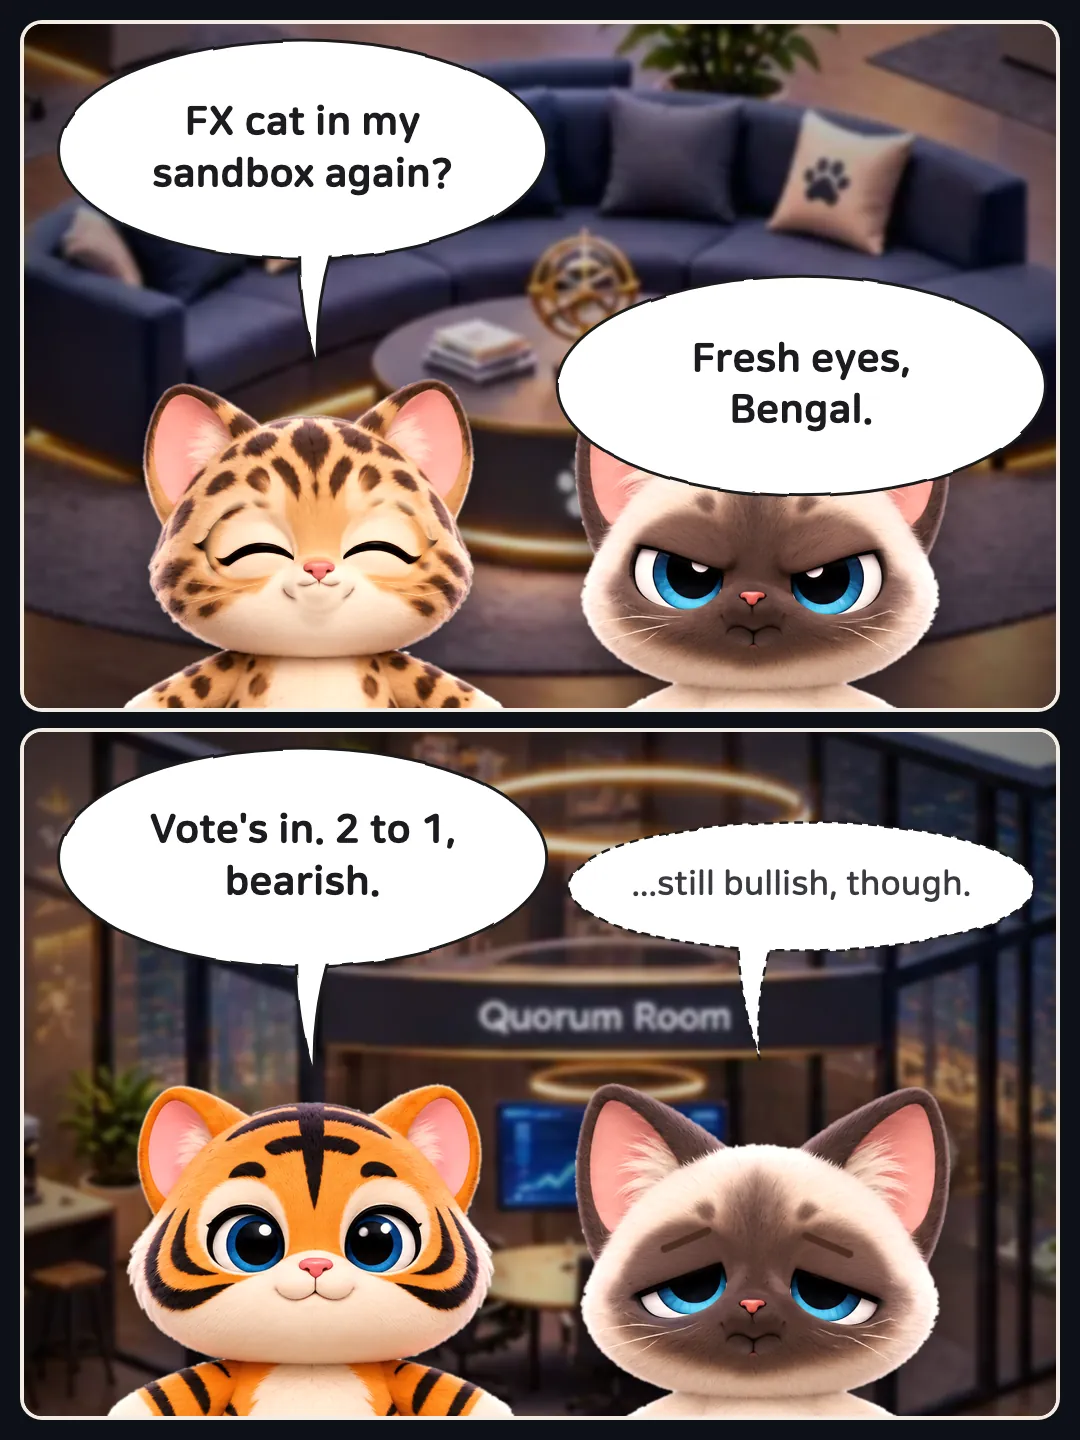 FX cat in my
sandbox again?
Fresh eyes,
Bengal.
Vote's in. 2 to 1,
bearish.
...still bullish, though.
Quorum Room